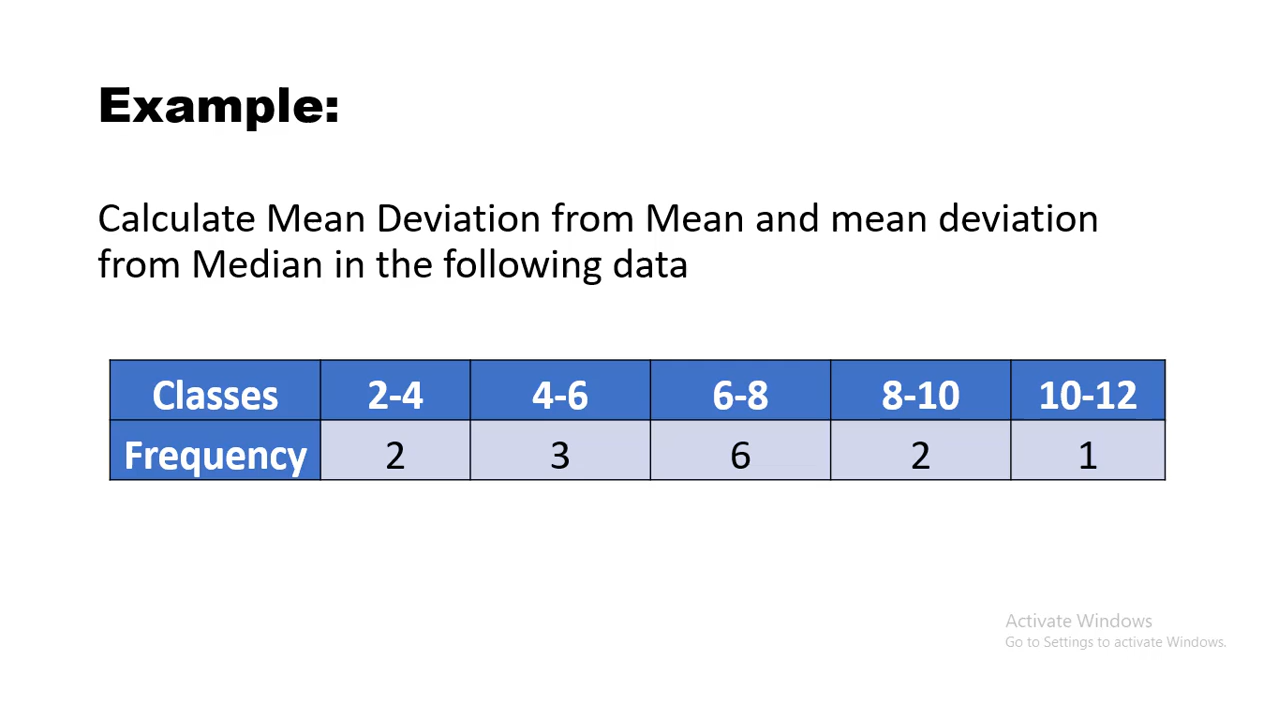 Example:
Calculate Mean Deviation from Mean and mean deviation
from Median in the following data
Classes 2-4 4-6 6-8 8-10 10-12
Frequency 2 3 6 2 1
Activate Windows
Go to Settings to activate Windows.